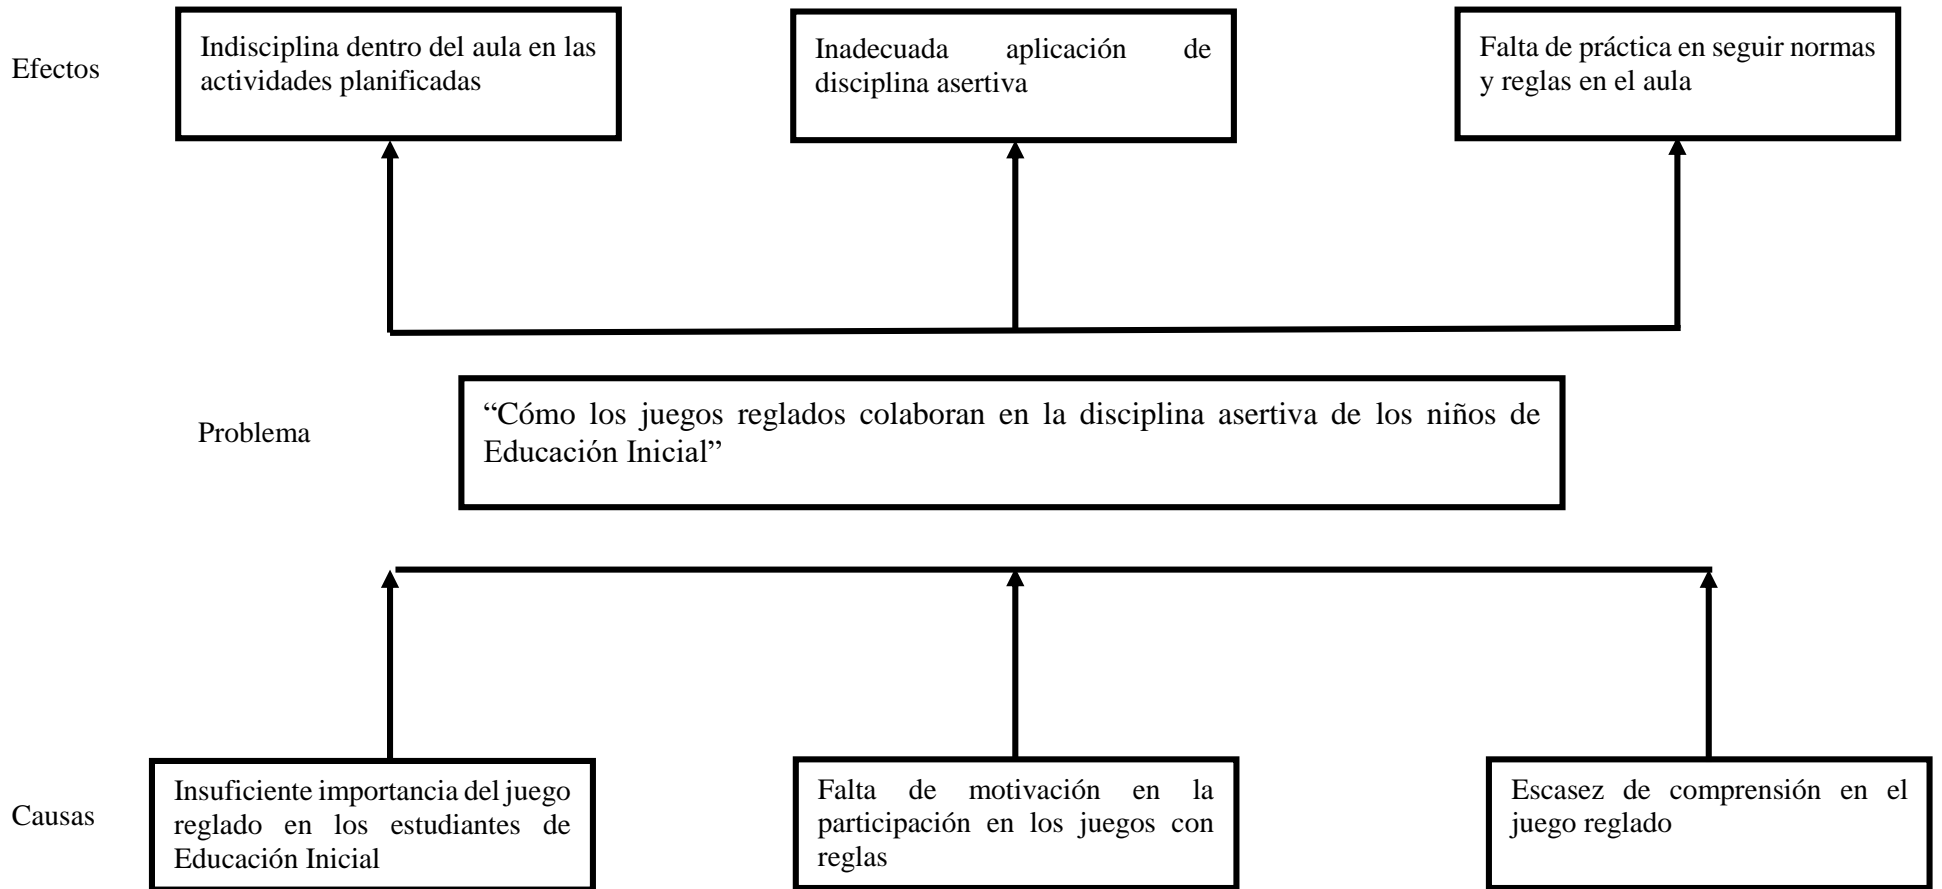 Efectos
Indisciplina dentro del aula en las
actividades planificadas
Inadecuada aplicación de
disciplina asertiva
Falta de práctica en seguir normas
y reglas en el aula
Problema
“Cómo los juegos reglados colaboran en la disciplina asertiva de los niños de
Educación Inicial”
Causas
Insuficiente importancia del juego
reglado en los estudiantes de
Educación Inicial
Falta de motivación en la
participación en los juegos con
reglas
Escasez de comprensión en el
juego reglado